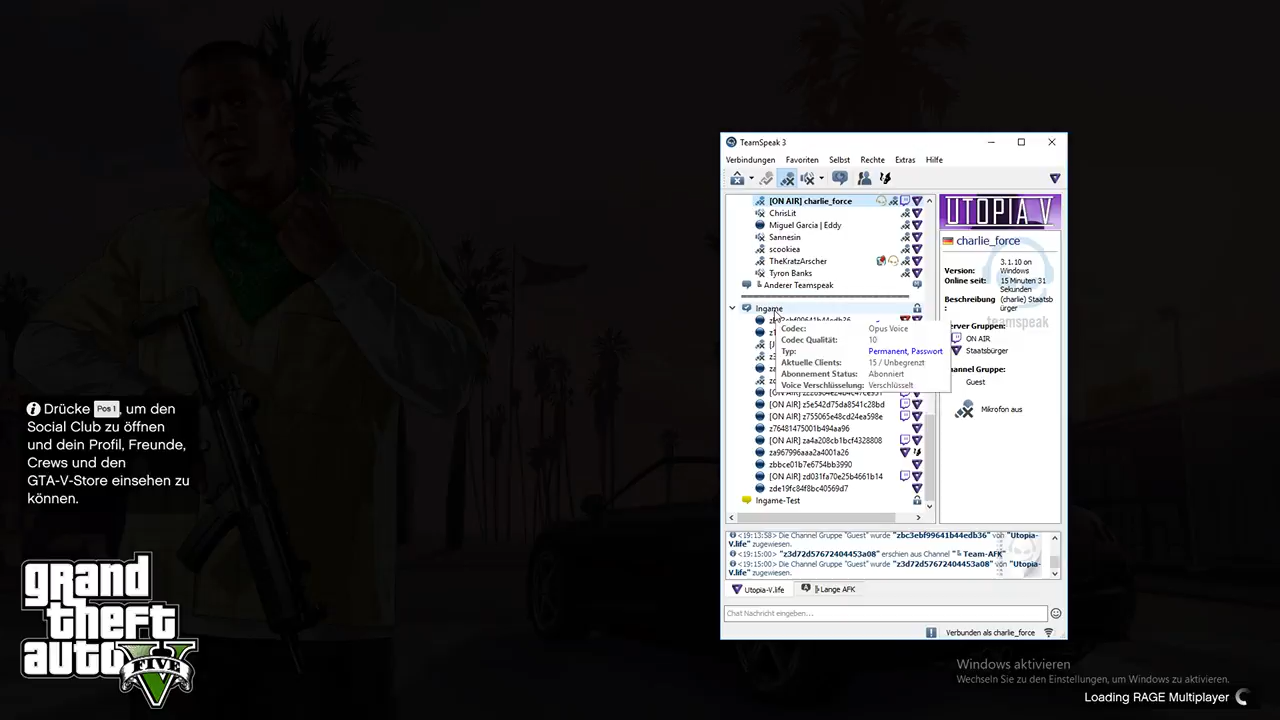 TeamSpeak 3
Verbindungen Favoriten Selbst Rechte Extras Hilfe
[ON AIR] charlie_force
ChrisLit
Miguel Garcia | Eddy
Sannesin
scookiea
TheKratzArscher
Tyron Banks
Anderer Teamspeak
Ingame
Codec: Opus Voice
Codec Qualität: 10
Typ: Permanent, Passwort
Aktuelle Clients: 15 / Unbegrenzt
Abonnement Status: Abonniert
Voice Verschlüsselung: Verschlüsselt
[ON AIR] z5e542d75da8541c28bd
[ON AIR] z755065e48cd24ea598e
z76481475001b494aa96
[ON AIR] za4a208cb1bcf4328808
za967996aaa2a4001a26
zbbce01b7e6754bb3990
[ON AIR] zd031fa70e25b4661b14
zde19fc84f8bc40569d7
Ingame-Test
UTOPIA V
charlie_force
Version: 3.1.10 on
Windows
Online seit: 15 Minuten 31
Sekunden
Beschreibung
: (charlie) Staatsb
ürger
teamspeak
erver Gruppen:
ON AIR
Staatsbürger
hannel Gruppe:
Guest
Mikrofon aus
<19:13:58> Die Channel Gruppe "Guest" wurde "zbc3ebf99641b44edb36" von "Utopia-
V.life" zugewiesen.
<19:15:00> "z3d72d57672404453a08" erschien aus Channel "Team-AFK"
<19:15:00> Die Channel Gruppe "Guest" wurde "z3d72d57672404453a08" von "Utopia-
V.life" zugewiesen.
Utopia-V.life Lange AFK
Chat Nachricht eingeben...
Verbunden als charlie_force
Drücke Pos 1, um den
Social Club zu öffnen
und dein Profil, Freunde,
Crews und den
GTA-V-Store einsehen zu
können.
grand
theft
auto
FIVE
Windows aktivieren
Wechseln Sie zu den Einstellungen, um Windows zu aktivieren.
Loading RAGE Multiplayer